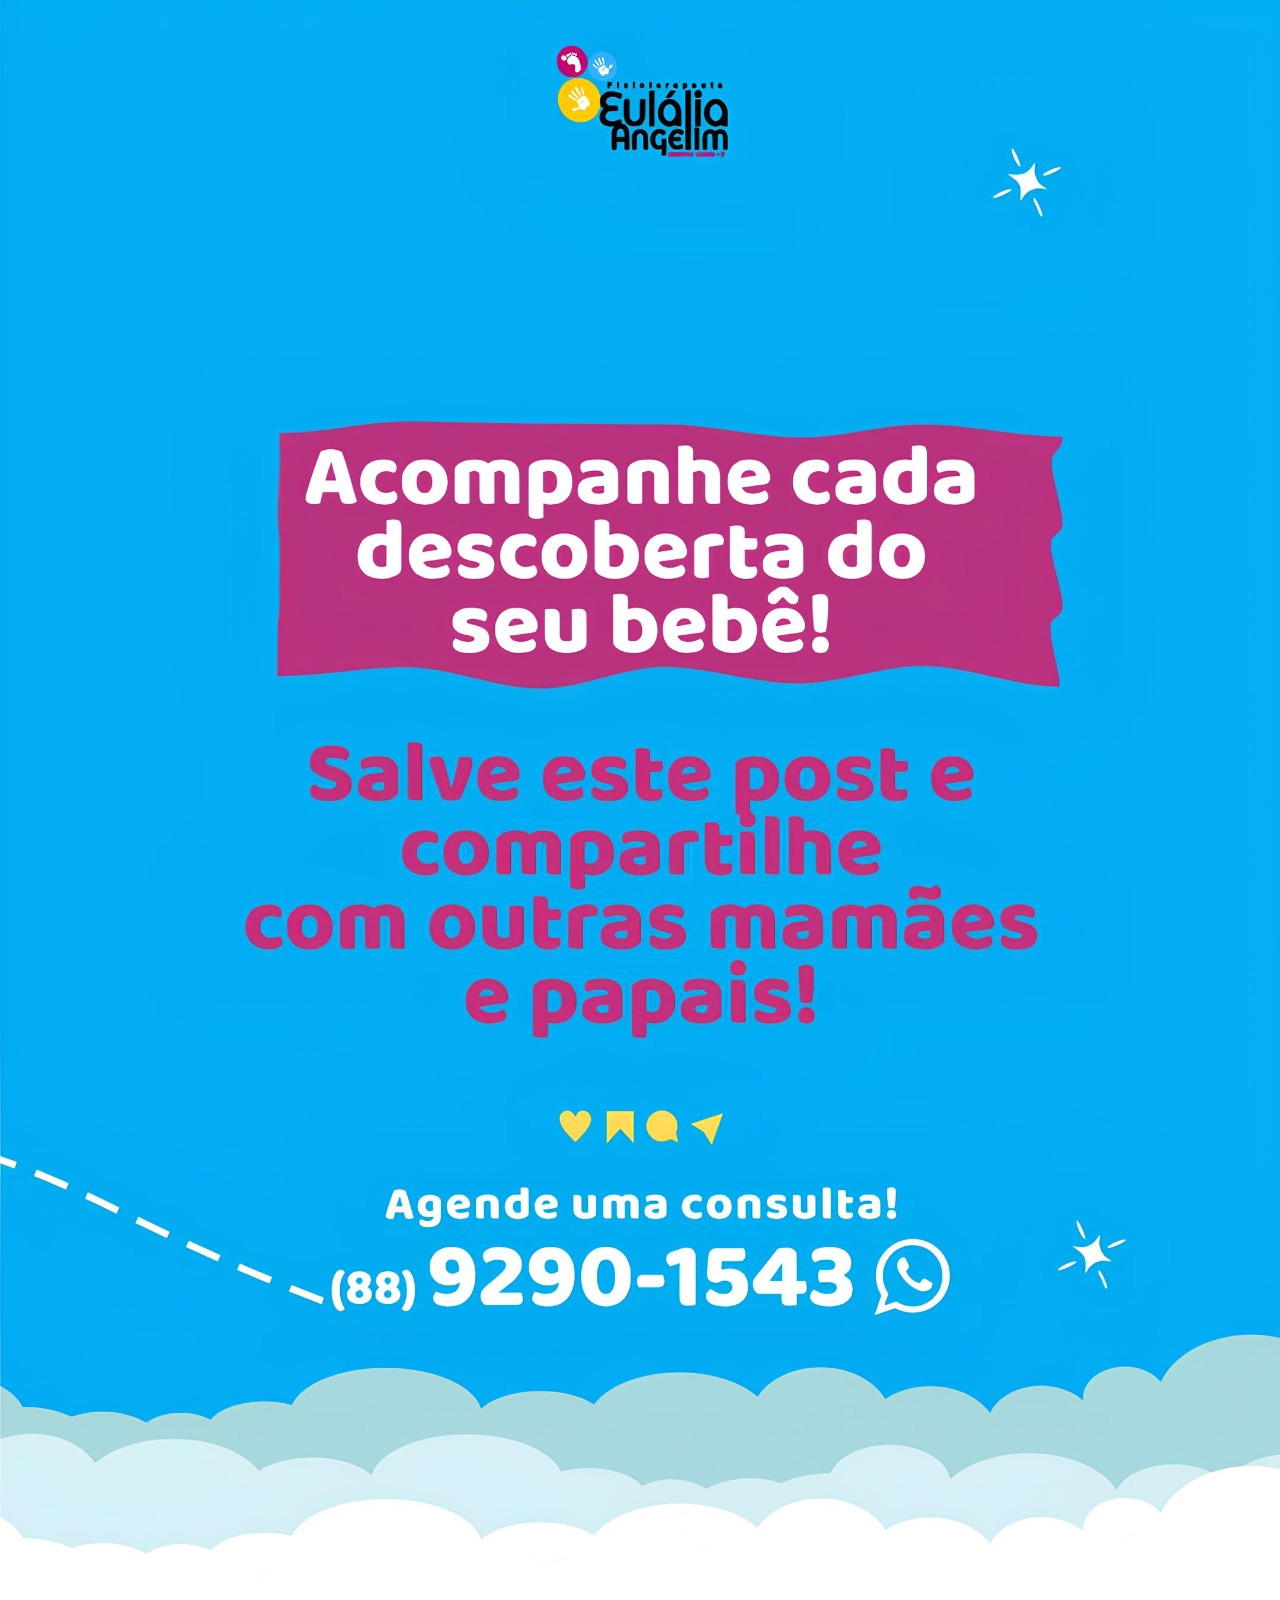 Fisioterapeuta
Eulália
Angelim
Acompanhe cada
descoberta do
seu bebê!
Salve este post e
compartilhe
com outras mamães
e papais!
Agende uma consulta!
(88) 9290-1543